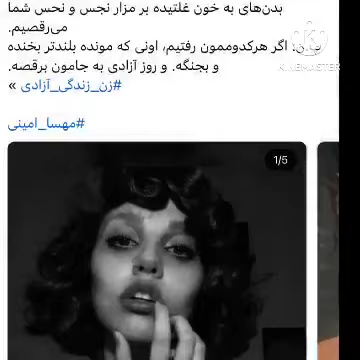 بدن‌های به خون غلتیده بر مزار نجس و نحس شما
می‌رقصیم.
اگر هرکدوممون رفتیم، اونی که مونده بلندتر بخنده
و بجنگه. و روز آزادی به جامون برقصه.
#زن_زندگی_آزادی »
#مهسا_امینی
KINEMASTER
1/5